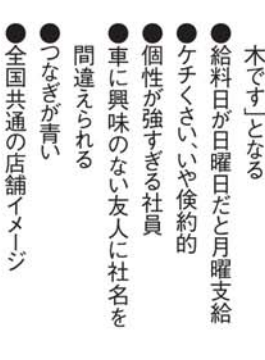 木です」となる
●給料日が日曜日だと月曜支給
●ケチくさい、いや倹約的
●個性が強すぎる社員
●車に興味のない友人に社名を
間違えられる
●つなぎが青い
●全国共通の店舗イメージ